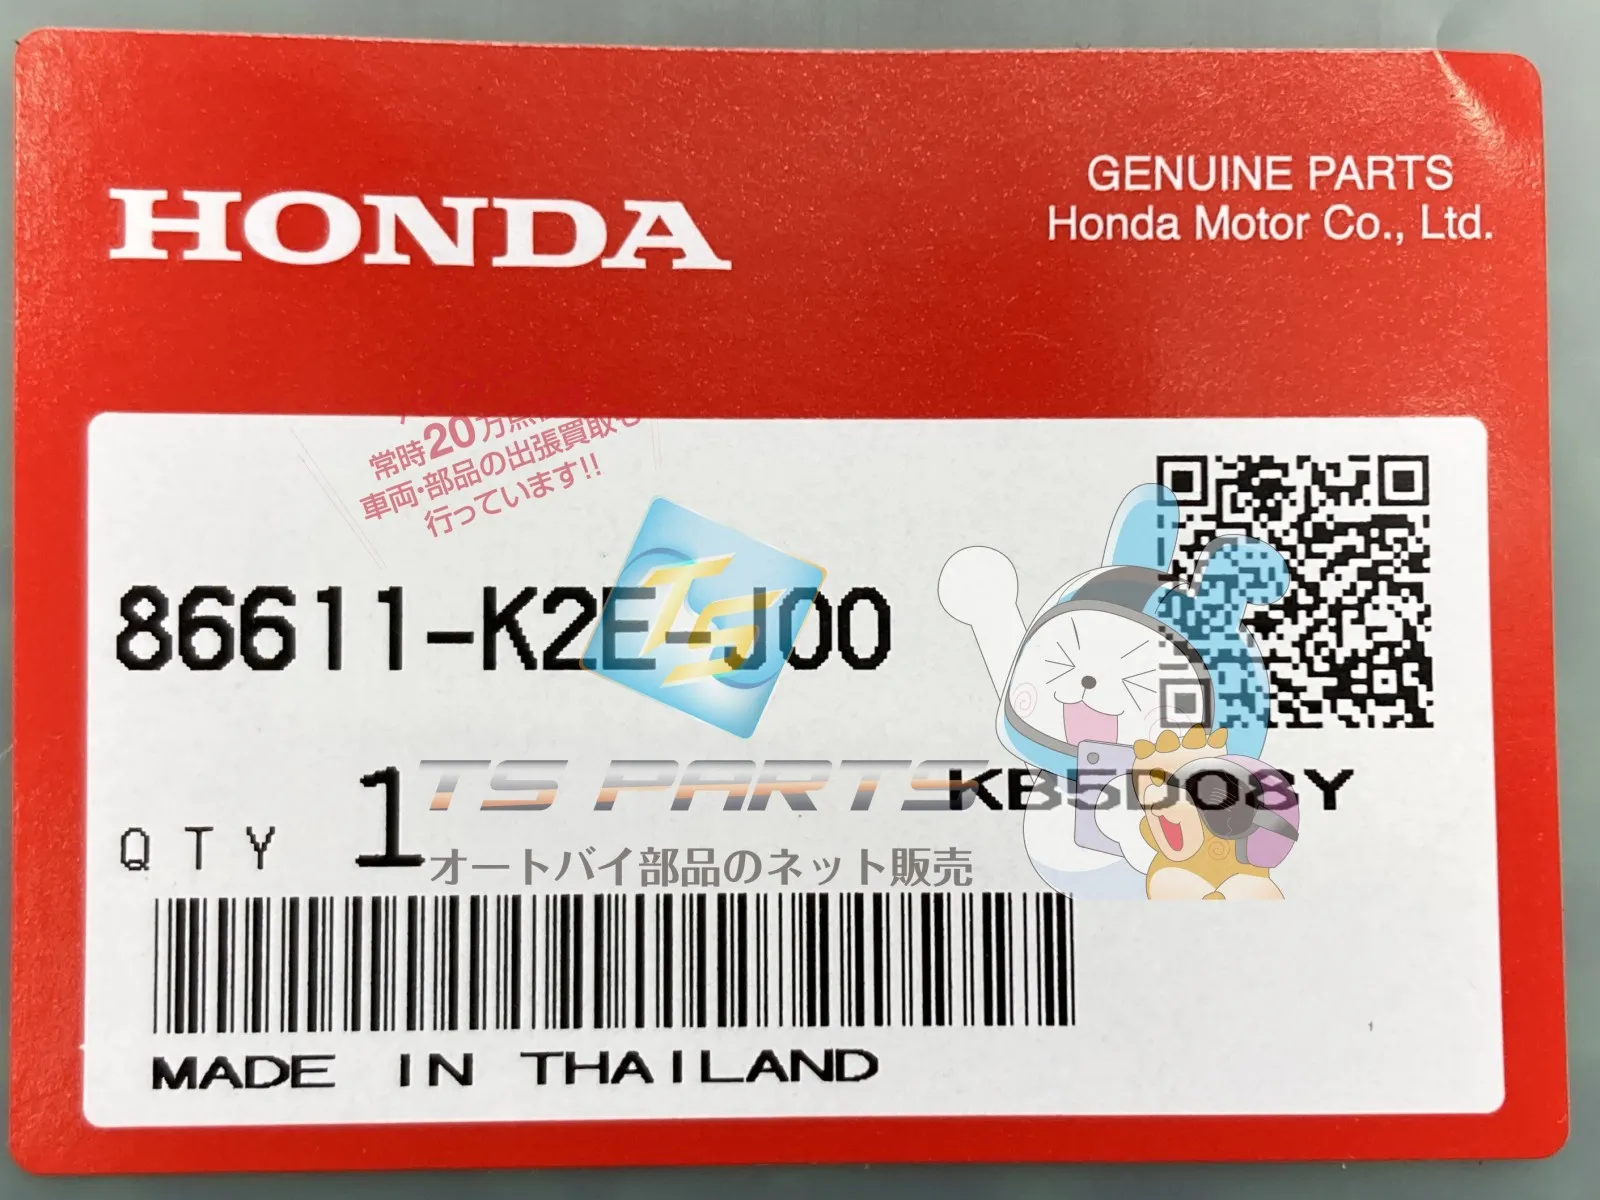 HONDA
GENUINE PARTS
Honda Motor Co., Ltd.
常時20万点
車両・部品の出張買取も
行っています!!
86611-K2E-J00
TS
TS PARTS
KB5D08Y
QTY 1
オートバイ部品のネット販売
MADE IN THAILAND